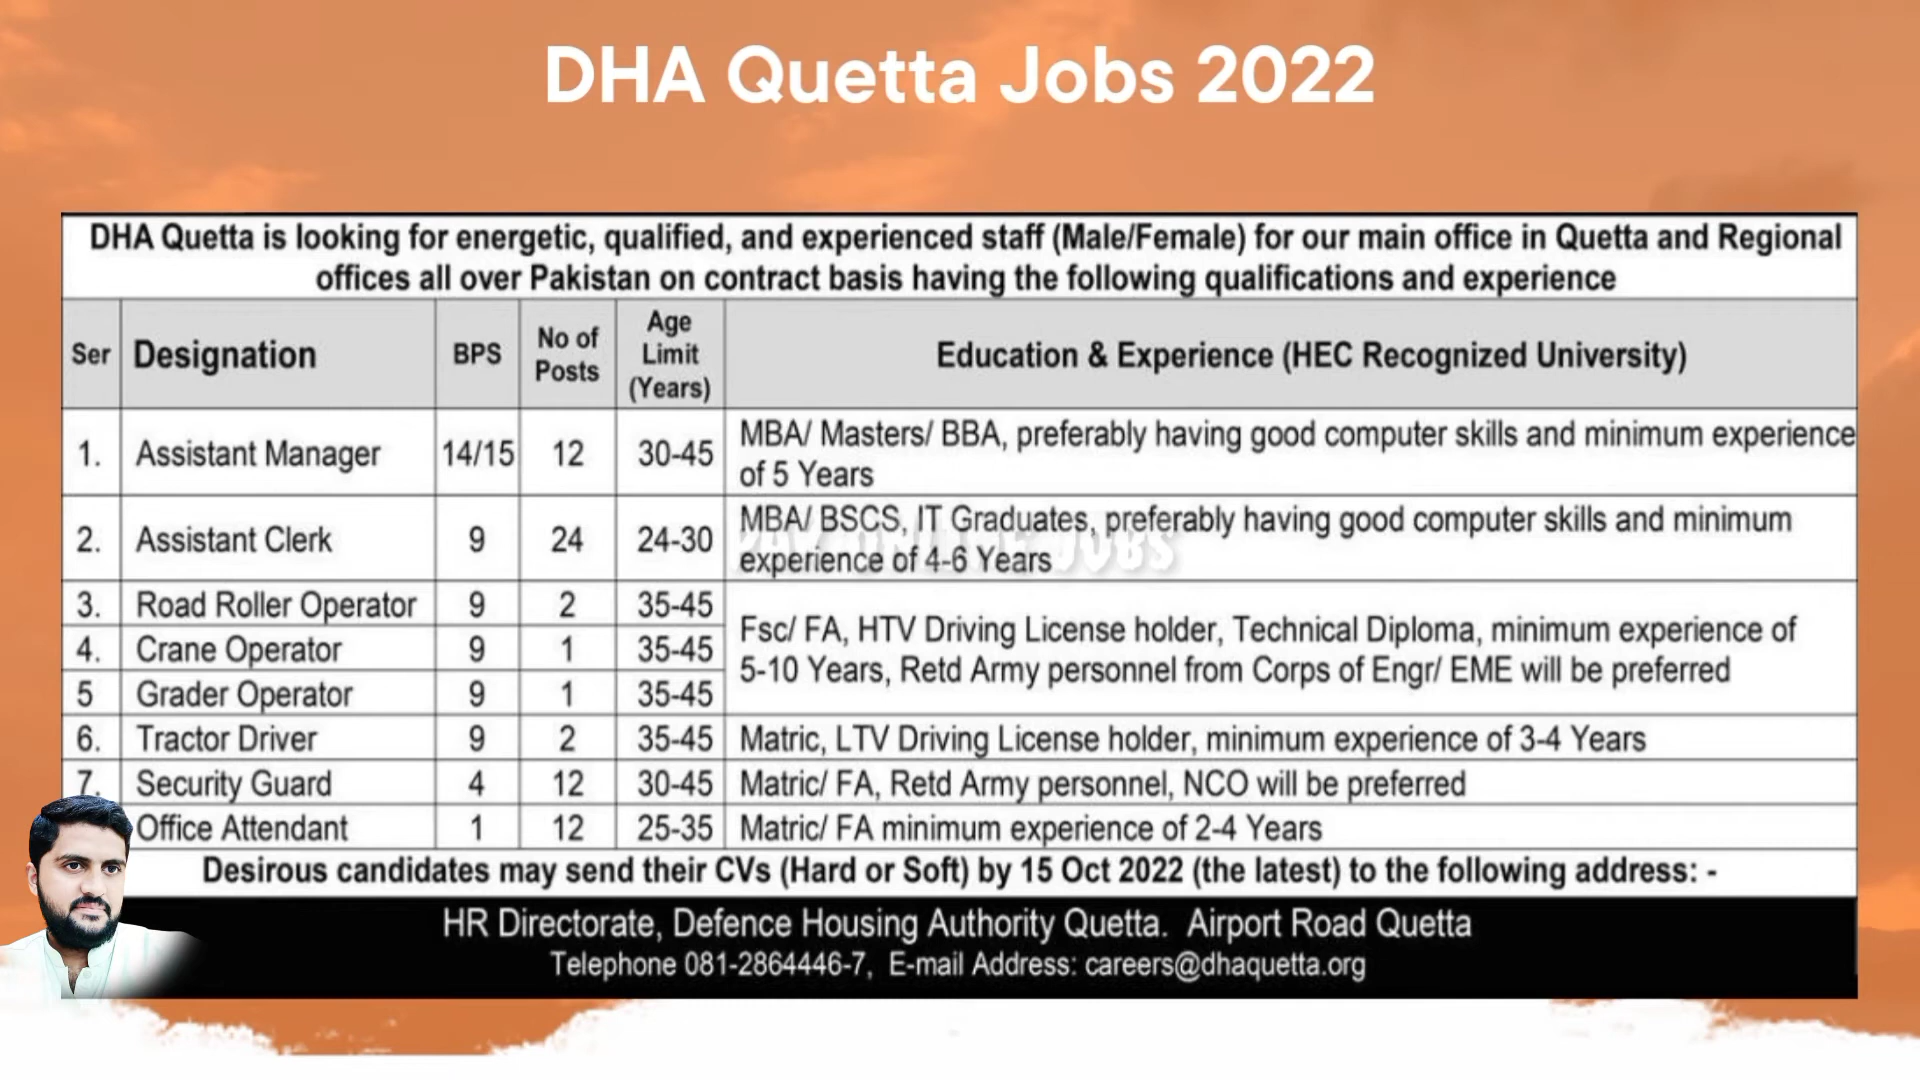 DHA Quetta Jobs 2022
DHA Quetta is looking for energetic, qualified, and experienced staff (Male/Female) for our main office in Quetta and Regional
offices all over Pakistan on contract basis having the following qualifications and experience
Ser Designation BPS No of Posts Age Limit (Years) Education & Experience (HEC Recognized University)
1. Assistant Manager 14/15 12 30-45 MBA/ Masters/ BBA, preferably having good computer skills and minimum experience
of 5 Years
2. Assistant Clerk 9 24 24-30 MBA/ BSCS, IT Graduates, preferably having good computer skills and minimum
experience of 4-6 Years
3. Road Roller Operator 9 2 35-45
4. Crane Operator 9 1 35-45
5 Grader Operator 9 1 35-45
Fsc/ FA, HTV Driving License holder, Technical Diploma, minimum experience of
5-10 Years, Retd Army personnel from Corps of Engr/ EME will be preferred
6. Tractor Driver 9 2 35-45 Matric, LTV Driving License holder, minimum experience of 3-4 Years
7. Security Guard 4 12 30-45 Matric/ FA, Retd Army personnel, NCO will be preferred
Office Attendant 1 12 25-35 Matric/ FA minimum experience of 2-4 Years
Desirous candidates may send their CVs (Hard or Soft) by 15 Oct 2022 (the latest) to the following address: -
HR Directorate, Defence Housing Authority Quetta. Airport Road Quetta
Telephone 081-2864446-7, E-mail Address: careers@dhaquetta.org